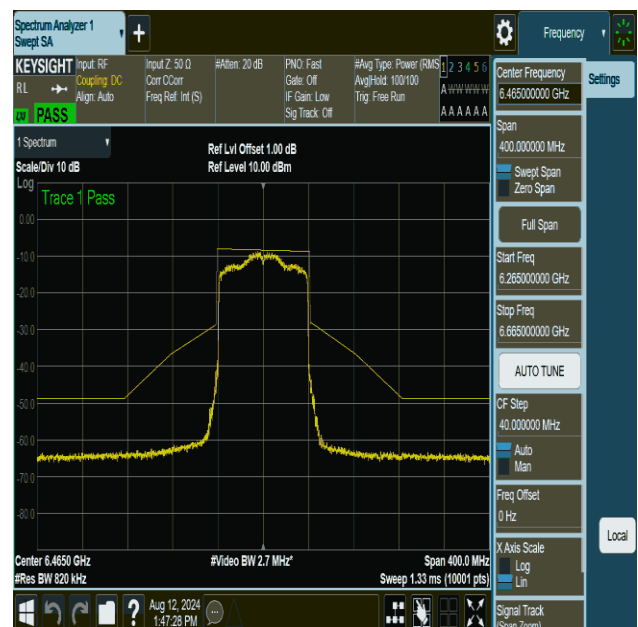 Spectrum Analyzer 1
Swept SA
+
Frequency
KEYSIGHT
Input: RF
Input Z: 50 Ω
#Atten: 20 dB
PNO: Fast
#Avg Type: Power (RMS
1 2 3 4 5 6
RL
Coupling: DC
Corr CCorr
Gate: Off
Avg|Hold: 100/100
A W W W W W
Align: Auto
Freq Ref: Int (S)
IF Gain: Low
Trig: Free Run
Sig Track: Off
A A A A A A
PASS
1 Spectrum
Ref Lvl Offset 1.00 dB
Scale/Div 10 dB
Ref Level 10.00 dBm
Log
Trace 1 Pass
0.00
-10.0
-20.0
-30.0
-40.0
-50.0
-60.0
-70.0
-80.0
Center 6.4650 GHz
#Video BW 2.7 MHz*
Span 400.0 MHz
#Res BW 820 kHz
Sweep 1.33 ms (10001 pts)
Aug 12, 2024
1:47:28 PM
Center Frequency
6.465000000 GHz
Settings
Span
400.000000 MHz
Swept Span
Zero Span
Full Span
Start Freq
6.265000000 GHz
Stop Freq
6.665000000 GHz
AUTO TUNE
CF Step
40.000000 MHz
Auto
Man
Freq Offset
0 Hz
Local
X Axis Scale
Log
Lin
Signal Track
(Span Zoom)